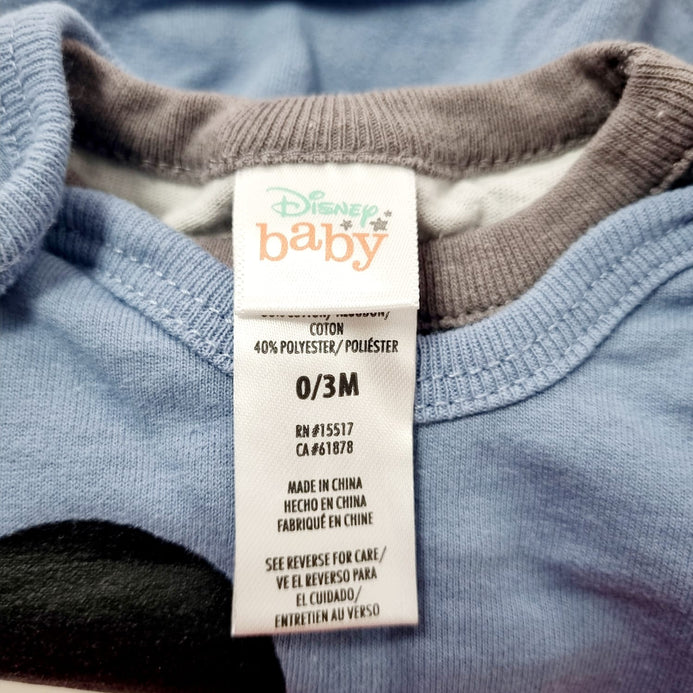 Disney
baby
COTON
40% POLYESTER/ POLIÉSTER
0/3M
RN #15517
CA #61878
MADE IN CHINA
HECHO EN CHINA
FABRIQUÉ EN CHINE
SEE REVERSE FOR CARE/
VE EL REVERSO PARA
EL CUIDADO/
ENTRETIEN AU VERSO